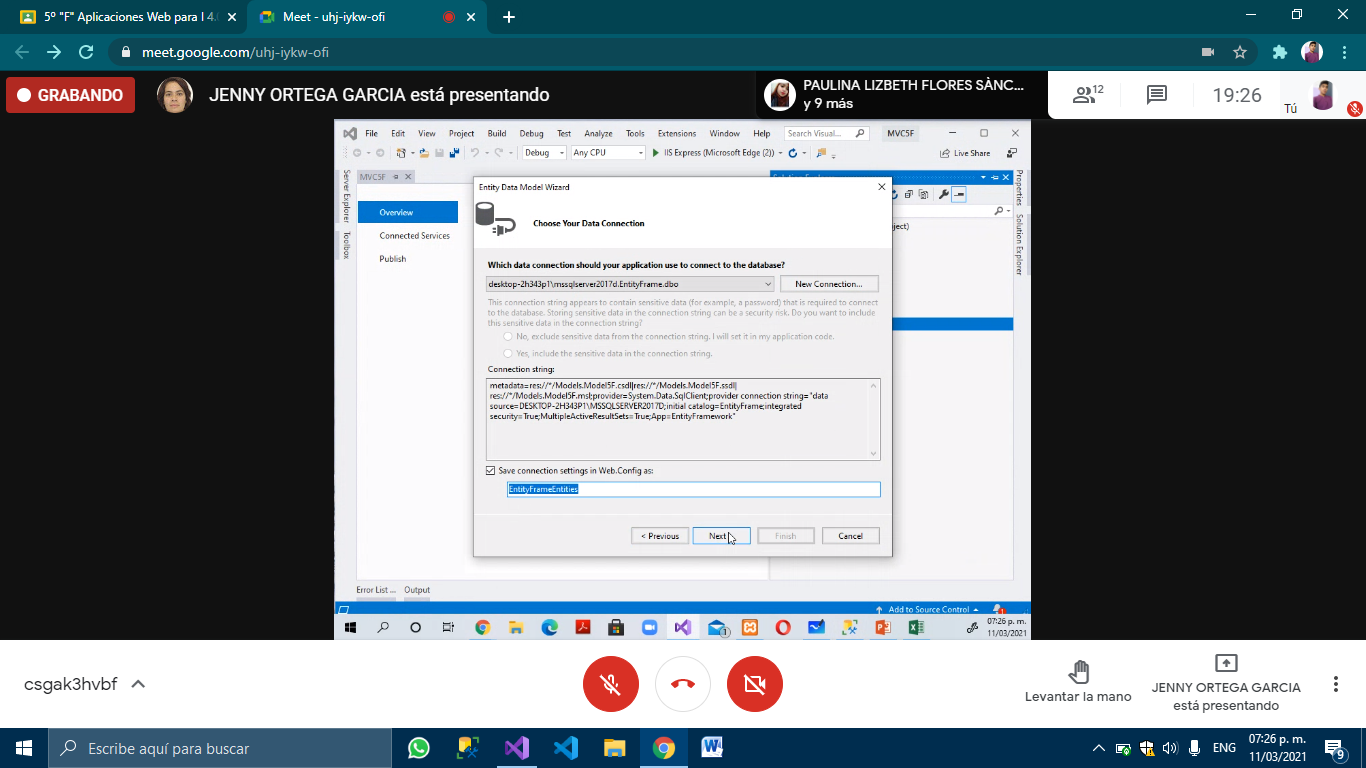 5º "F" Aplicaciones Web para I 4.0
Meet - uhj-iykw-ofi
meet.google.com/uhj-iykw-ofi
GRABANDO
JENNY ORTEGA GARCIA está presentando
PAULINA LIZBETH FLORES SÀNC...
y 9 más
12
19:26
Tú
File Edit View Project Build Debug Test Analyze Tools Extensions Window Help
Search Visual...
MVC5F
Debug
Any CPU
IIS Express (Microsoft Edge (2))
Live Share
Server Explorer
Toolbox
MVC5F
Overview
Connected Services
Publish
Properties
Solution Explorer
Entity Data Model Wizard
Choose Your Data Connection
Which data connection should your application use to connect to the database?
desktop-2h343p1\mssqlserver2017d.EntityFrame.dbo
New Connection...
This connection string appears to contain sensitive data (for example, a password) that is required to connect
to the database. Storing sensitive data in the connection string can be a security risk. Do you want to include
this sensitive data in the connection string?
No, exclude sensitive data from the connection string. I will set it in my application code.
Yes, include the sensitive data in the connection string.
Connection string:
metadata=res://*/Models.Model5F.csdl|res://*/Models.Model5F.ssdl|
res://*/Models.Model5F.msl;provider=System.Data.SqlClient;provider connection string="data
source=DESKTOP-2H343P1\MSSQLSERVER2017D;initial catalog=EntityFrame;integrated
security=True;MultipleActiveResultSets=True;App=EntityFramework"
Save connection settings in Web.Config as:
EntityFrameEntities
< Previous
Next
Finish
Cancel
Error List ...
Output
Add to Source Control
1
07:26 p. m.
11/03/2021
csgak3hvbf
Levantar la mano
JENNY ORTEGA GARCIA
está presentando
Escribe aquí para buscar
ENG
07:26 p. m.
11/03/2021
9